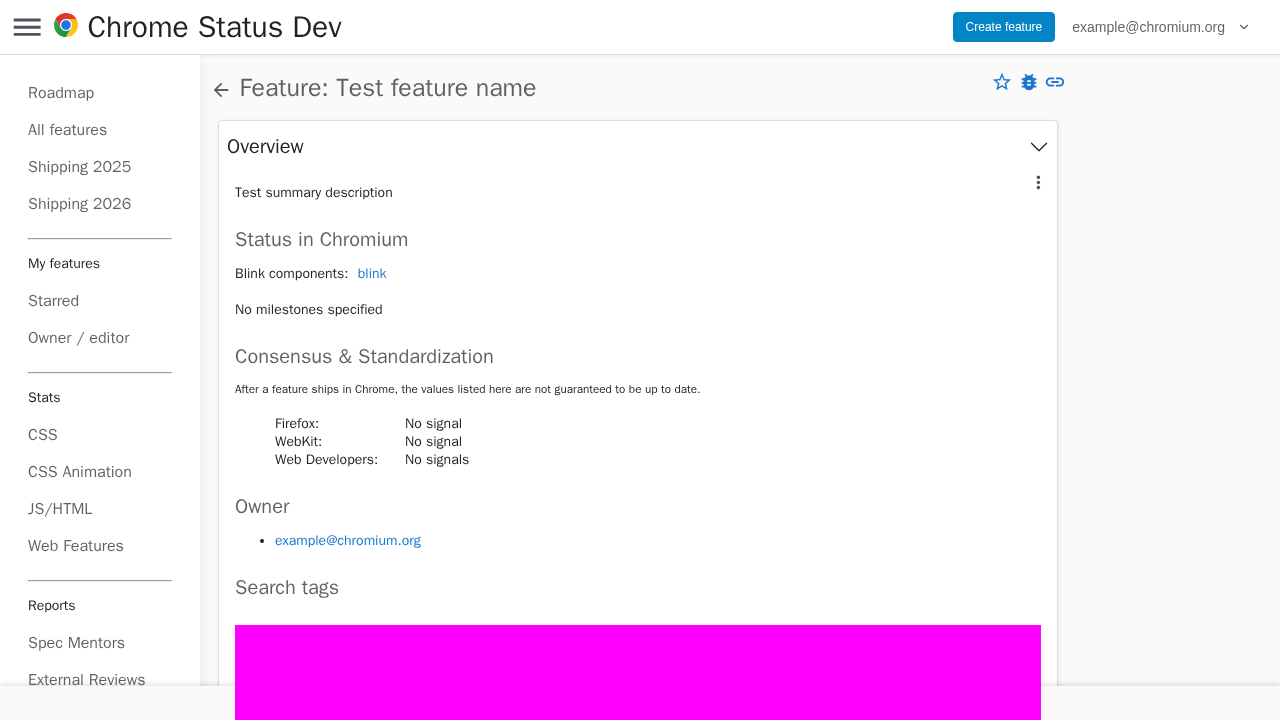 Chrome Status Dev
Create feature
example@chromium.org
Roadmap
All features
Shipping 2025
Shipping 2026
My features
Starred
Owner / editor
Stats
CSS
CSS Animation
JS/HTML
Web Features
Reports
Spec Mentors
External Reviews
Feature: Test feature name
Overview
Test summary description
Status in Chromium
Blink components: blink
No milestones specified
Consensus & Standardization
After a feature ships in Chrome, the values listed here are not guaranteed to be up to date.
Firefox: No signal
WebKit: No signal
Web Developers: No signals
Owner
• example@chromium.org
Search tags